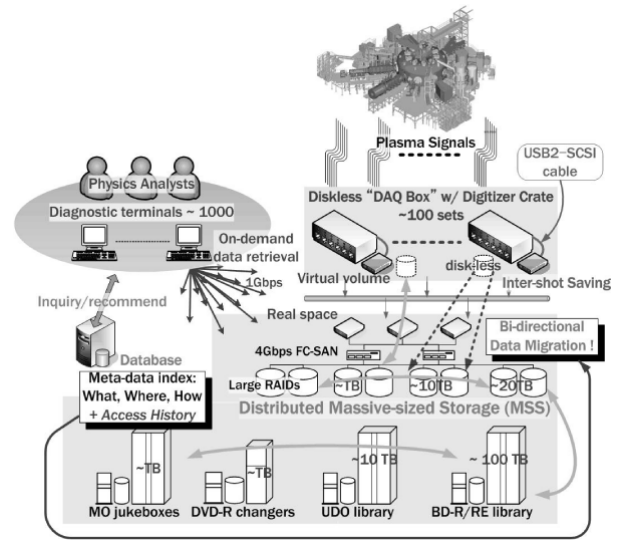 Plasma Signals
USB2-SCSI
cable
Physics Analysts
Diskless "DAQ Box" w/ Digitizer Crate
~100 sets
Diagnostic terminals ~ 1000
On-demand
data retrieval
1Gbps
Virtual volume
disk-less
Inter-shot Saving
Inquiry/recommend
Real space
Bi-directional
Data Migration !
4Gbps FC-SAN
Database
Meta-data index:
What, Where, How
+ Access History
Large RAIDs
~TB
~10TB
~20TB
Distributed Massive-sized Storage (MSS)
~TB
~TB
~10 TB
~ 100 TB
MO jukeboxes
DVD-R changers
UDO library
BD-R/RE library